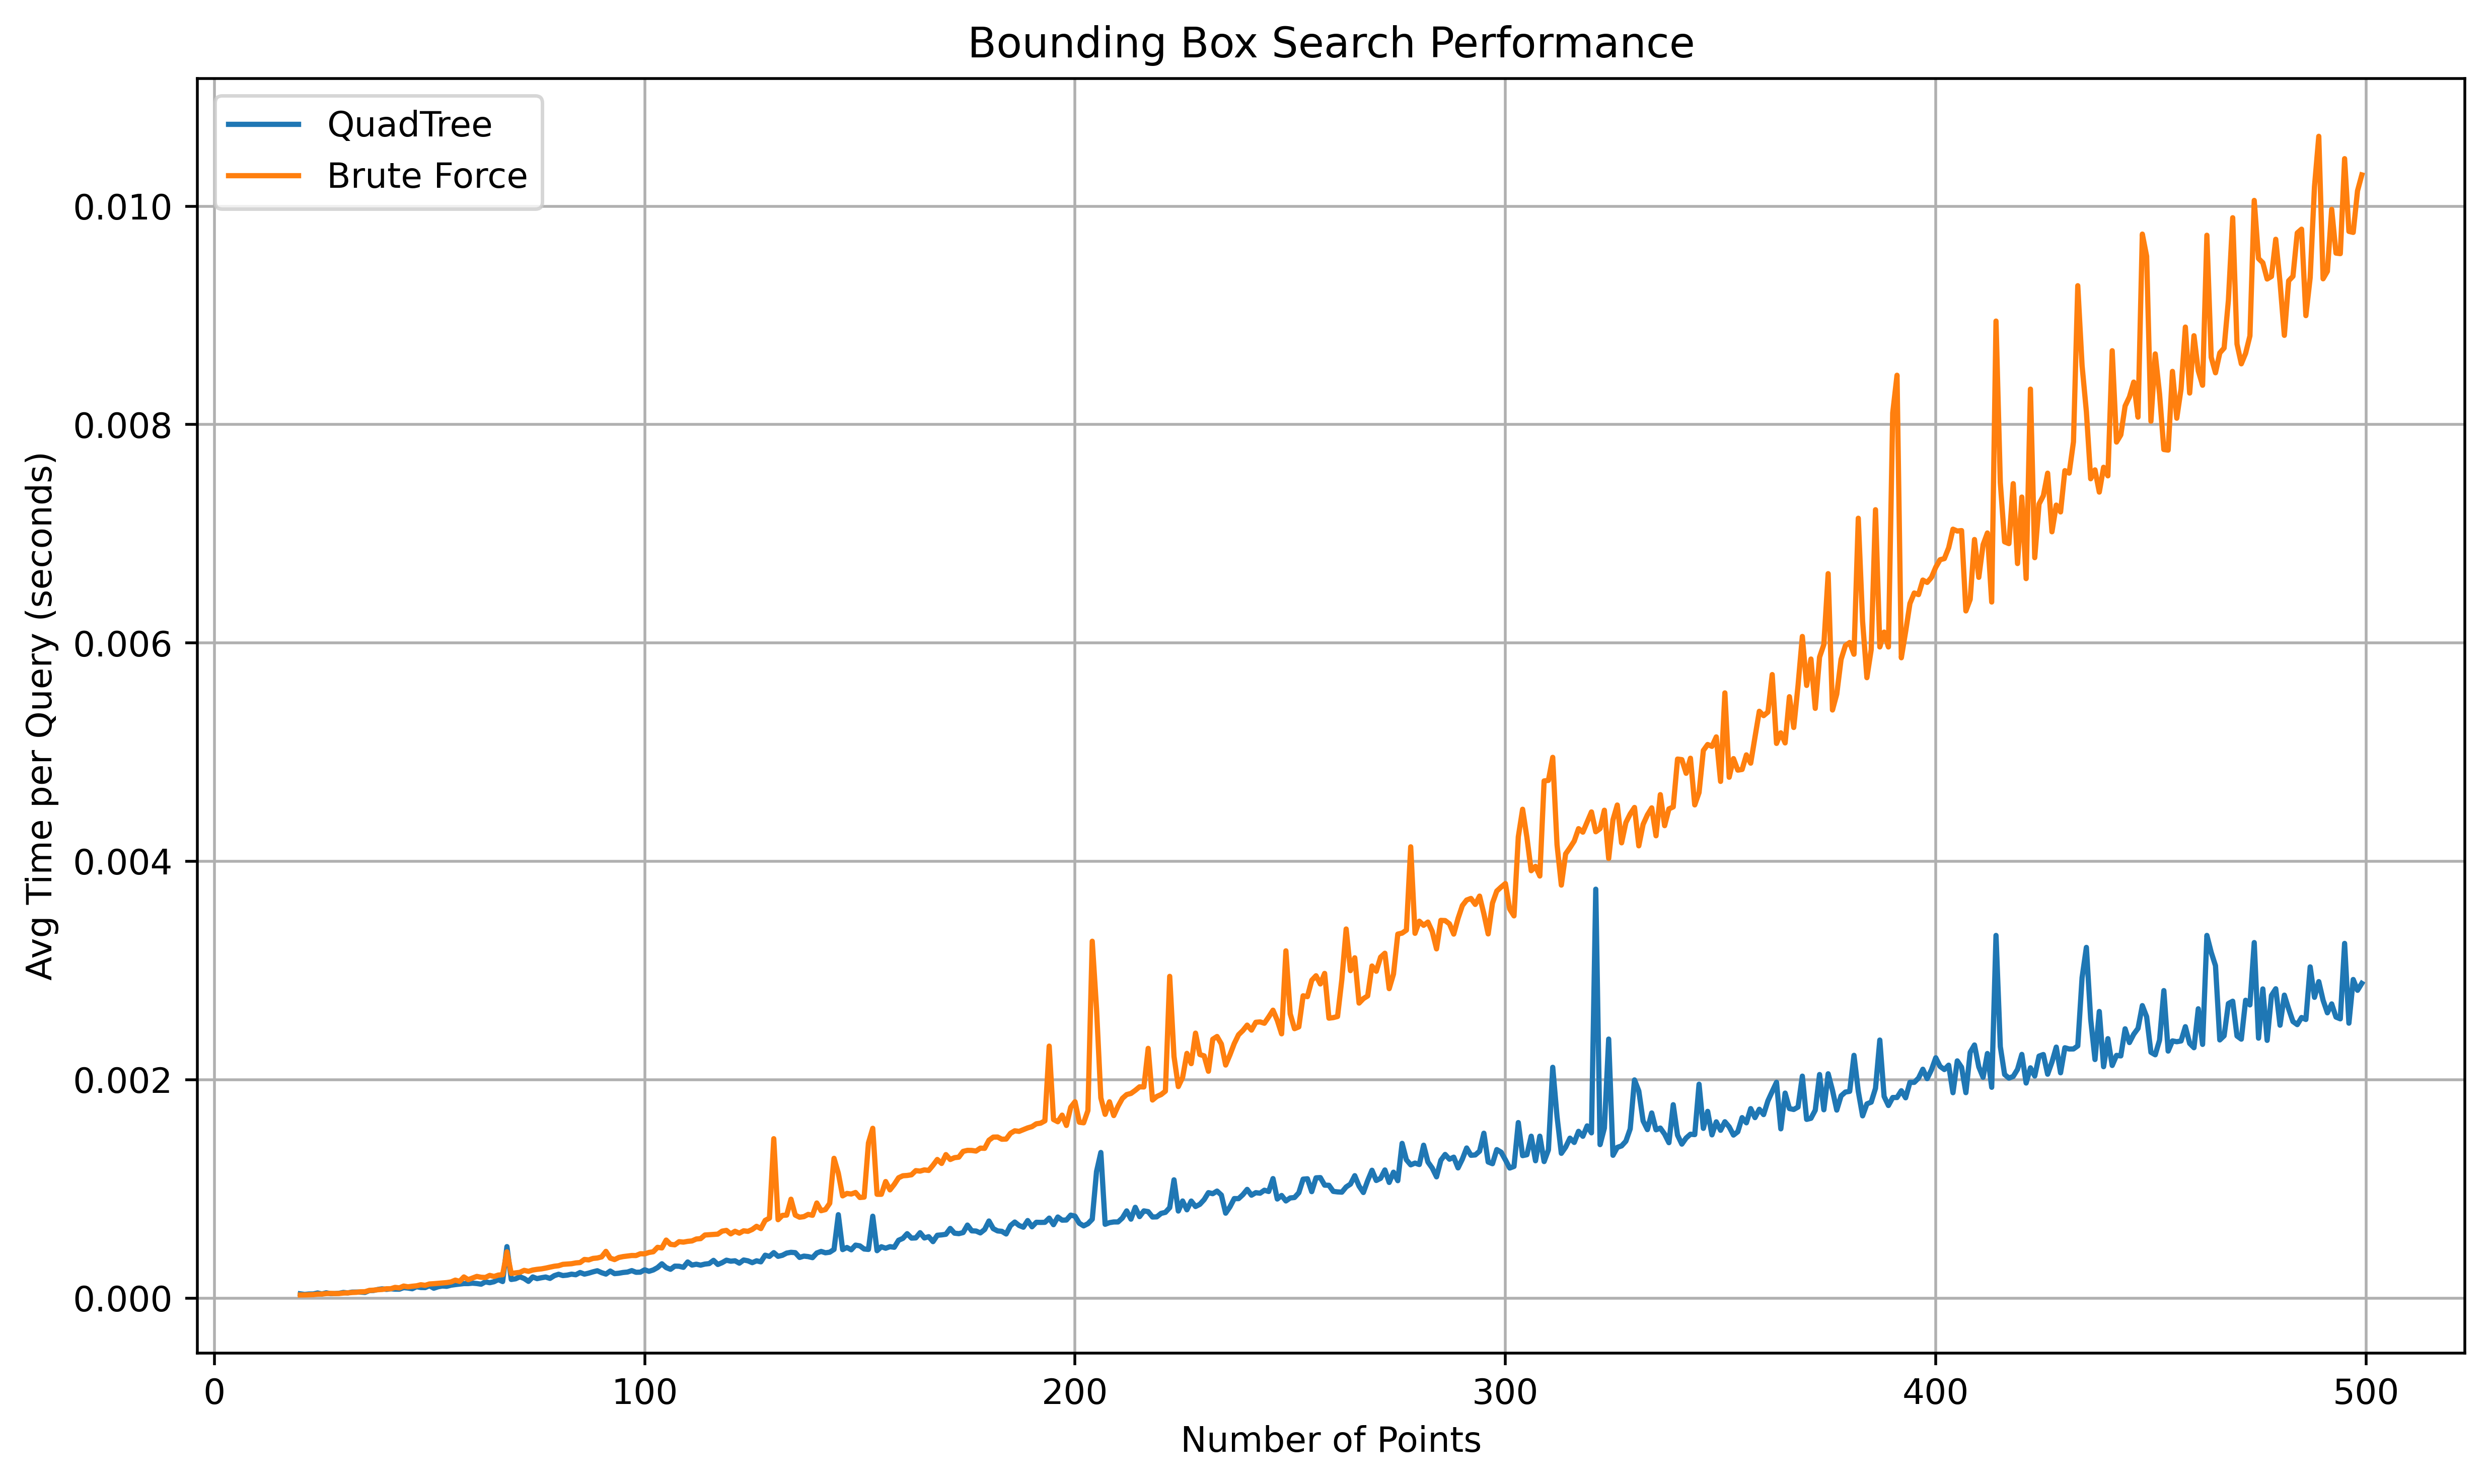 Bounding Box Search Performance
QuadTree
Brute Force
Avg Time per Query (seconds)
0.010
0.008
0.006
0.004
0.002
0.000
0 100 200 300 400 500
Number of Points